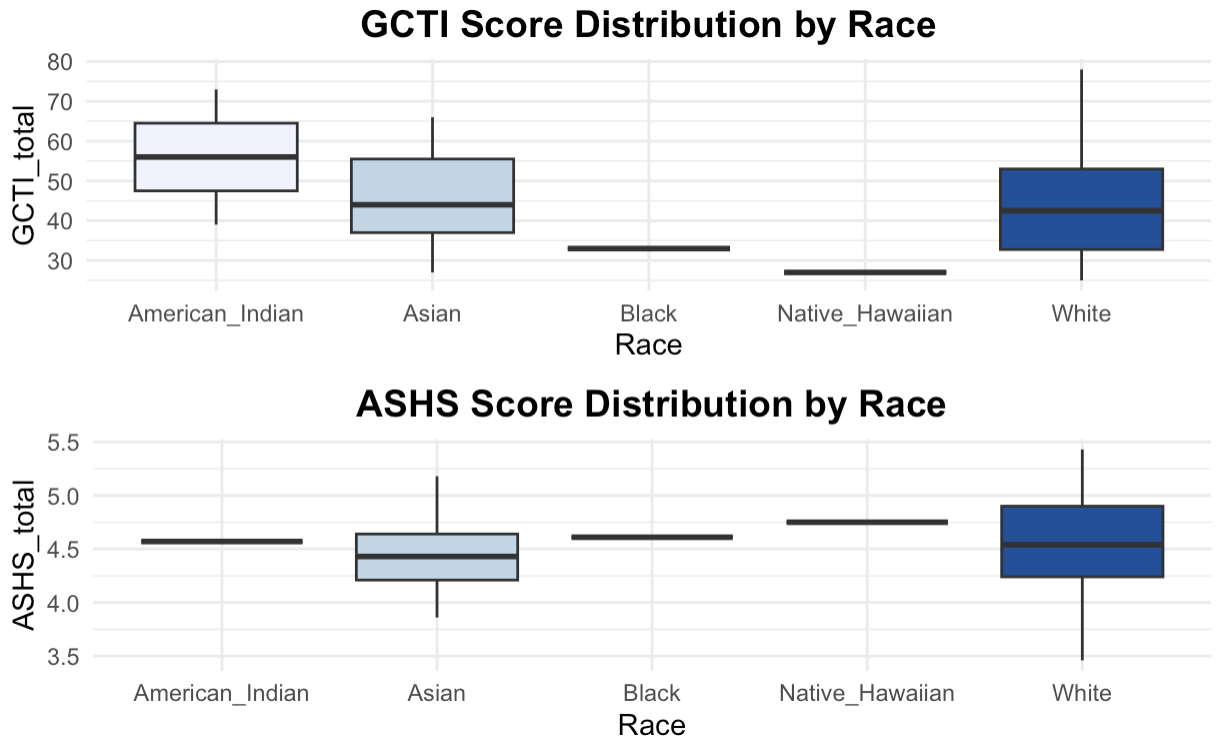 GCTI Score Distribution by Race
80
70
60
50
40
30
GCTI_total
American_Indian Asian Black Native_Hawaiian White
Race
ASHS Score Distribution by Race
5.5
5.0
4.5
4.0
3.5
ASHS_total
American_Indian Asian Black Native_Hawaiian White
Race